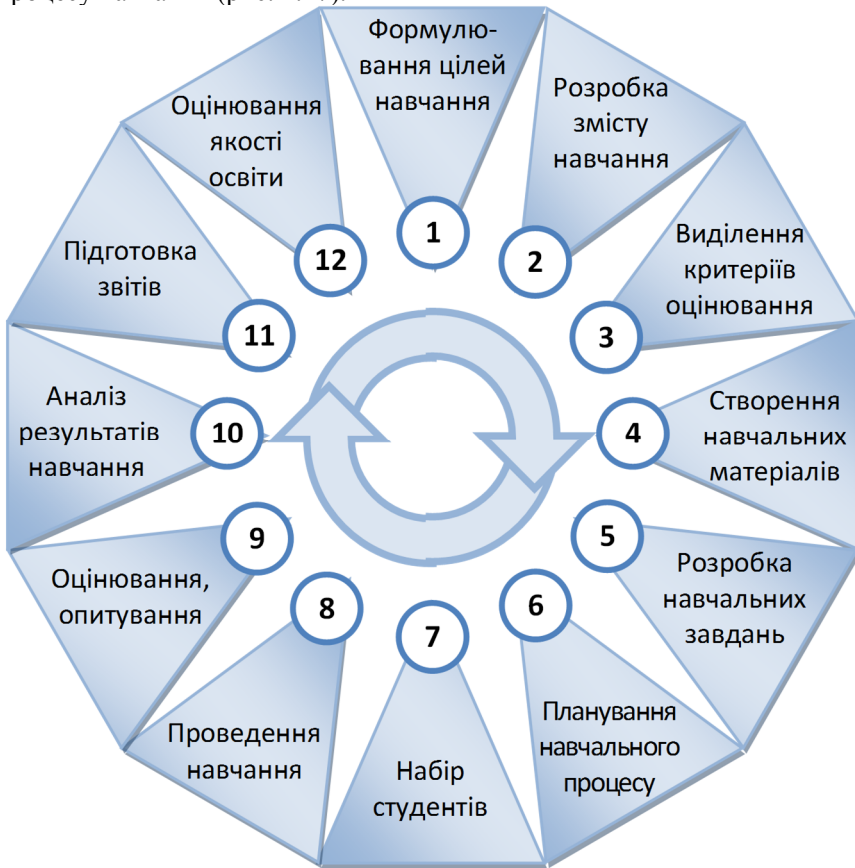 Формулю-
вання цілей
навчання
1
Розробка
змісту
навчання
2
Виділення
критеріїв
оцінювання
3
Створення
навчальних
матеріалів
4
Розробка
навчальних
завдань
5
Планування
навчального
процесу
6
Набір
студентів
7
Проведення
навчання
8
Оцінювання,
опитування
9
Аналіз
результатів
навчання
10
Підготовка
звітів
11
Оцінювання
якості
освіти
12